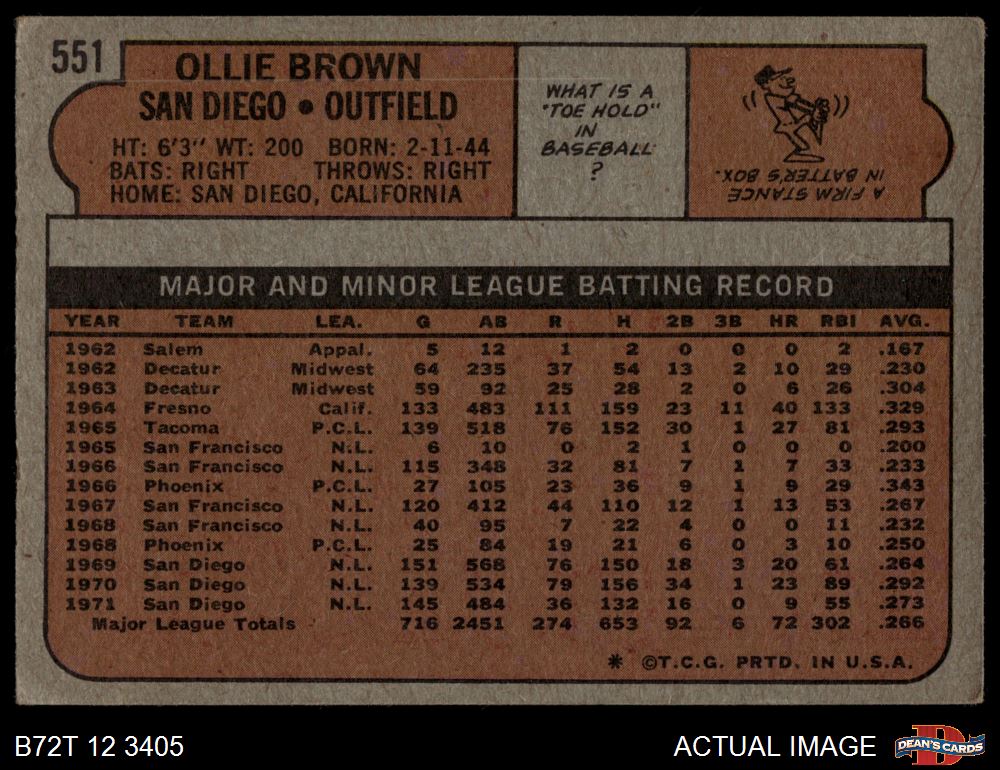 551
OLLIE BROWN
SAN DIEGO • OUTFIELD
HT: 6'3" WT: 200 BORN: 2-11-44
BATS: RIGHT THROWS: RIGHT
HOME: SAN DIEGO, CALIFORNIA
WHAT IS A
"TOE HOLD"
IN
BASEBALL
?
A FIRM STANCE
IN BATTER'S BOX.
MAJOR AND MINOR LEAGUE BATTING RECORD
YEAR TEAM LEA. G AB R H 2B 3B HR RBI AVG.
1962 Salem Appal. 5 12 1 2 0 0 0 2 .167
1962 Decatur Midwest 64 235 37 54 13 2 10 29 .230
1963 Decatur Midwest 59 92 25 28 2 0 6 26 .304
1964 Fresno Calif. 133 483 111 159 23 11 40 133 .329
1965 Tacoma P.C.L. 139 518 76 152 30 1 27 81 .293
1965 San Francisco N.L. 6 10 0 2 1 0 0 0 .200
1966 San Francisco N.L. 115 348 32 81 7 1 7 33 .233
1966 Phoenix P.C.L. 27 105 23 36 9 1 9 29 .343
1967 San Francisco N.L. 120 412 44 110 12 1 13 53 .267
1968 San Francisco N.L. 40 95 7 22 4 0 0 11 .232
1968 Phoenix P.C.L. 25 84 19 21 6 0 3 10 .250
1969 San Diego N.L. 151 568 76 150 18 3 20 61 .264
1970 San Diego N.L. 139 534 79 156 34 1 23 89 .292
1971 San Diego N.L. 145 484 36 132 16 0 9 55 .273
Major League Totals 716 2451 274 653 92 6 72 302 .266
* ©T.C.G. PRTD. IN U.S.A.
B72T 12 3405
ACTUAL IMAGE
D
DEAN'S CARDS